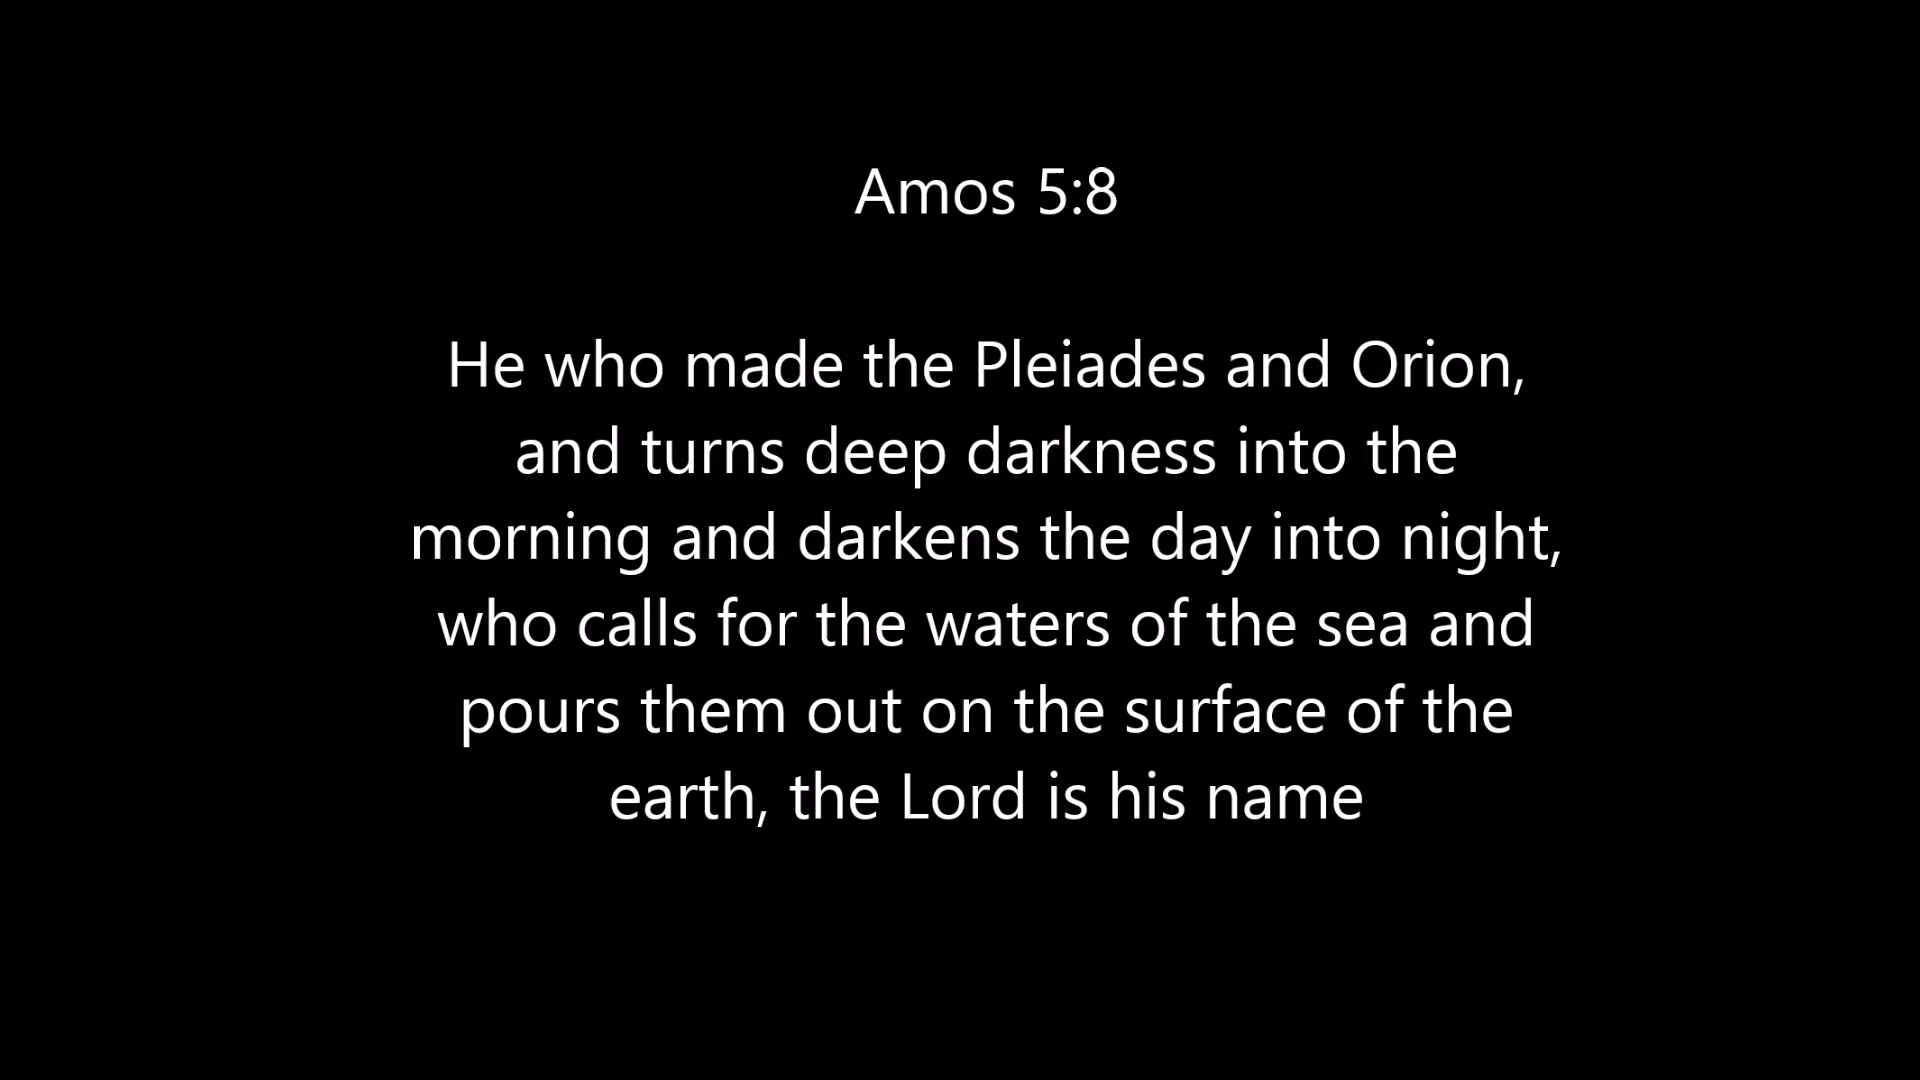 Amos 5:8
He who made the Pleiades and Orion,
and turns deep darkness into the
morning and darkens the day into night,
who calls for the waters of the sea and
pours them out on the surface of the
earth, the Lord is his name